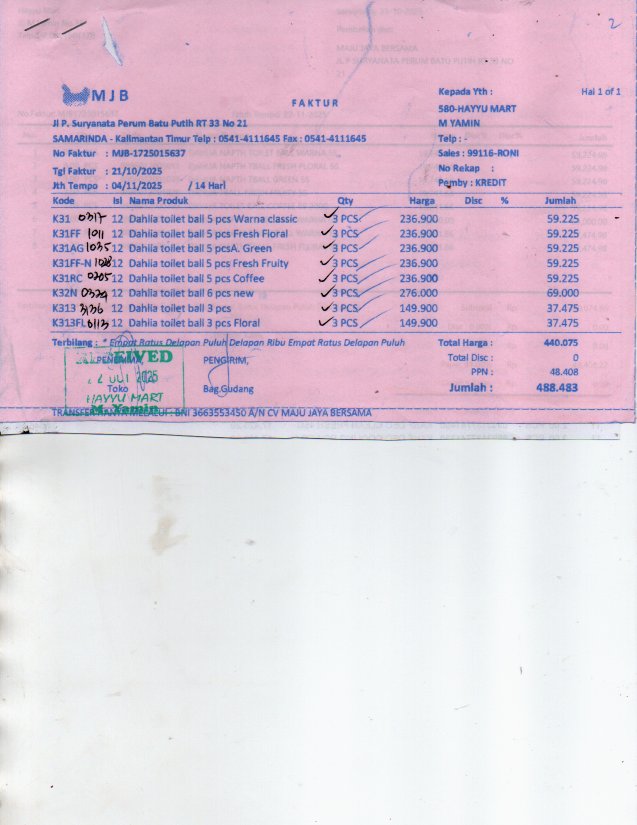 2
MJB
FAKTUR
Kepada Yth :
Hal 1 of 1
580-HAYYU MART
Jl P. Suryanata Perum Batu Putih RT 33 No 21
M YAMIN
SAMARINDA - Kalimantan Timur Telp : 0541-4111645 Fax : 0541-4111645
Telp : -
No Faktur : MJB-1725015637
Sales : 99116-RONI
Tgl Faktur : 21/10/2025
No Rekap :
Jth Tempo : 04/11/2025 / 14 Hari
Pemby : KREDIT
Kode Isi Nama Produk Qty Harga Disc % Jumlah
K31 0317 12 Dahlia toilet ball 5 pcs Warna classic 3 PCS 236.900 59.225
K31FF 1011 12 Dahlia toilet ball 5 pcs Fresh Floral 3 PCS 236.900 59.225
K31AG 1035 12 Dahlia toilet ball 5 pcsA. Green 3 PCS 236.900 59.225
K31FF-N 1028 12 Dahlia toilet ball 5 pcs Fresh Fruity 3 PCS 236.900 59.225
K31RC 0205 12 Dahlia toilet ball 5 pcs Coffee 3 PCS 236.900 59.225
K32N 0329 12 Dahlia toilet ball 6 pcs new 3 PCS 276.000 69.000
K313 3136 12 Dahlia toilet ball 3 pcs 3 PCS 149.900 37.475
K313FL 6113 12 Dahlia toilet ball 3 pcs Floral 3 PCS 149.900 37.475
Terbilang : * Empat Ratus Delapan Puluh Delapan Ribu Empat Ratus Delapan Puluh
Total Harga : 440.075
PENERIMA, PENGIRIM,
Total Disc : 0
PPN : 48.408
2025
Toko Bag.Gudang
Jumlah : 488.483
HAYYU MART
M. Yamin
TRANSFER HANYA MELALUI : BNI 3663553450 A/N CV MAJU JAYA BERSAMA